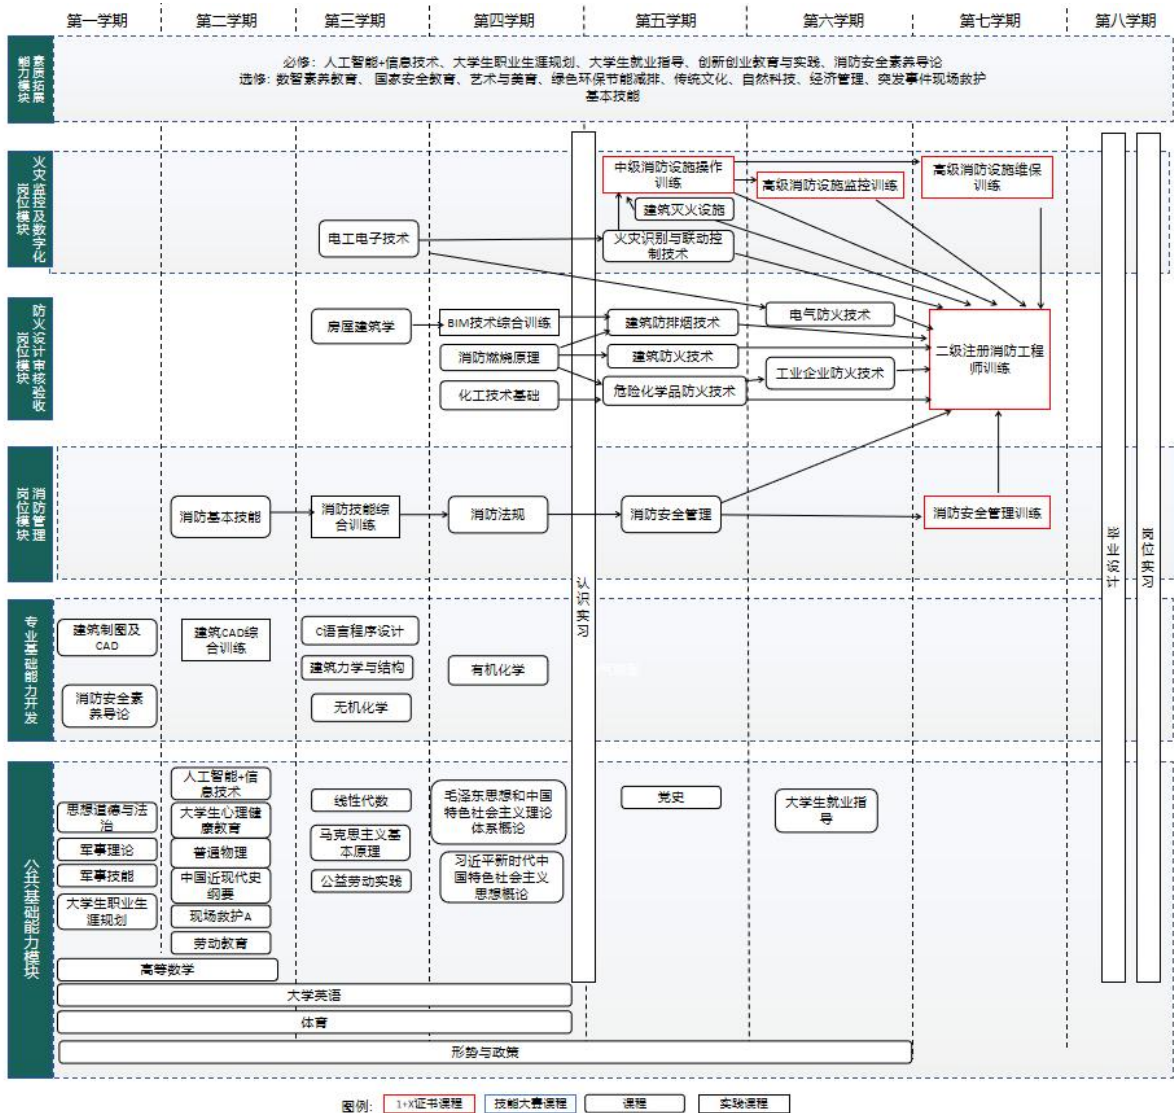 第一学期
第二学期
第三学期
第四学期
第五学期
第六学期
第七学期
第八学期
素质拓展
能力模块
必修：人工智能+信息技术、大学生职业生涯规划、大学生就业指导、创新创业教育与实践、消防安全素养导论
选修：数智素养教育、国家安全教育、艺术与美育、绿色环保节能减排、传统文化、自然科技、经济管理、突发事件现场救护
基本技能
火灾监控及数字化
岗位模块
中级消防设施操作
训练
高级消防设施监控训练
高级消防设施维保
训练
建筑灭火设施
电工电子技术
火灾识别与联动控
制技术
防火设计审核验收
岗位模块
房屋建筑学
BIM技术综合训练
建筑防排烟技术
电气防火技术
二级注册消防工程
师训练
消防燃烧原理
建筑防火技术
化工技术基础
危险化学品防火技术
工业企业防火技术
消防管理
岗位模块
消防基本技能
消防技能综
合训练
消防法规
消防安全管理
消防安全管理训练
认识实习
毕业设计
岗位实习
专业基础能力开发
建筑制图及
CAD
建筑CAD综
合训练
C语言程序设计
建筑力学与结构
有机化学
消防安全素
养导论
无机化学
公共基础能力模块
思想道德与法
治
军事理论
军事技能
大学生职业生
涯规划
人工智能+信
息技术
大学生心理健
康教育
普通物理
中国近现代史
纲要
现场救护A
劳动教育
线性代数
马克思主义基
本原理
公益劳动实践
毛泽东思想和中国
特色社会主义理论
体系概论
习近平新时代中
国特色社会主义
思想概论
党史
大学生就业指
导
高等数学
大学英语
体育
形势与政策
图例：
1+X证书课程
技能大赛课程
课程
实践课程